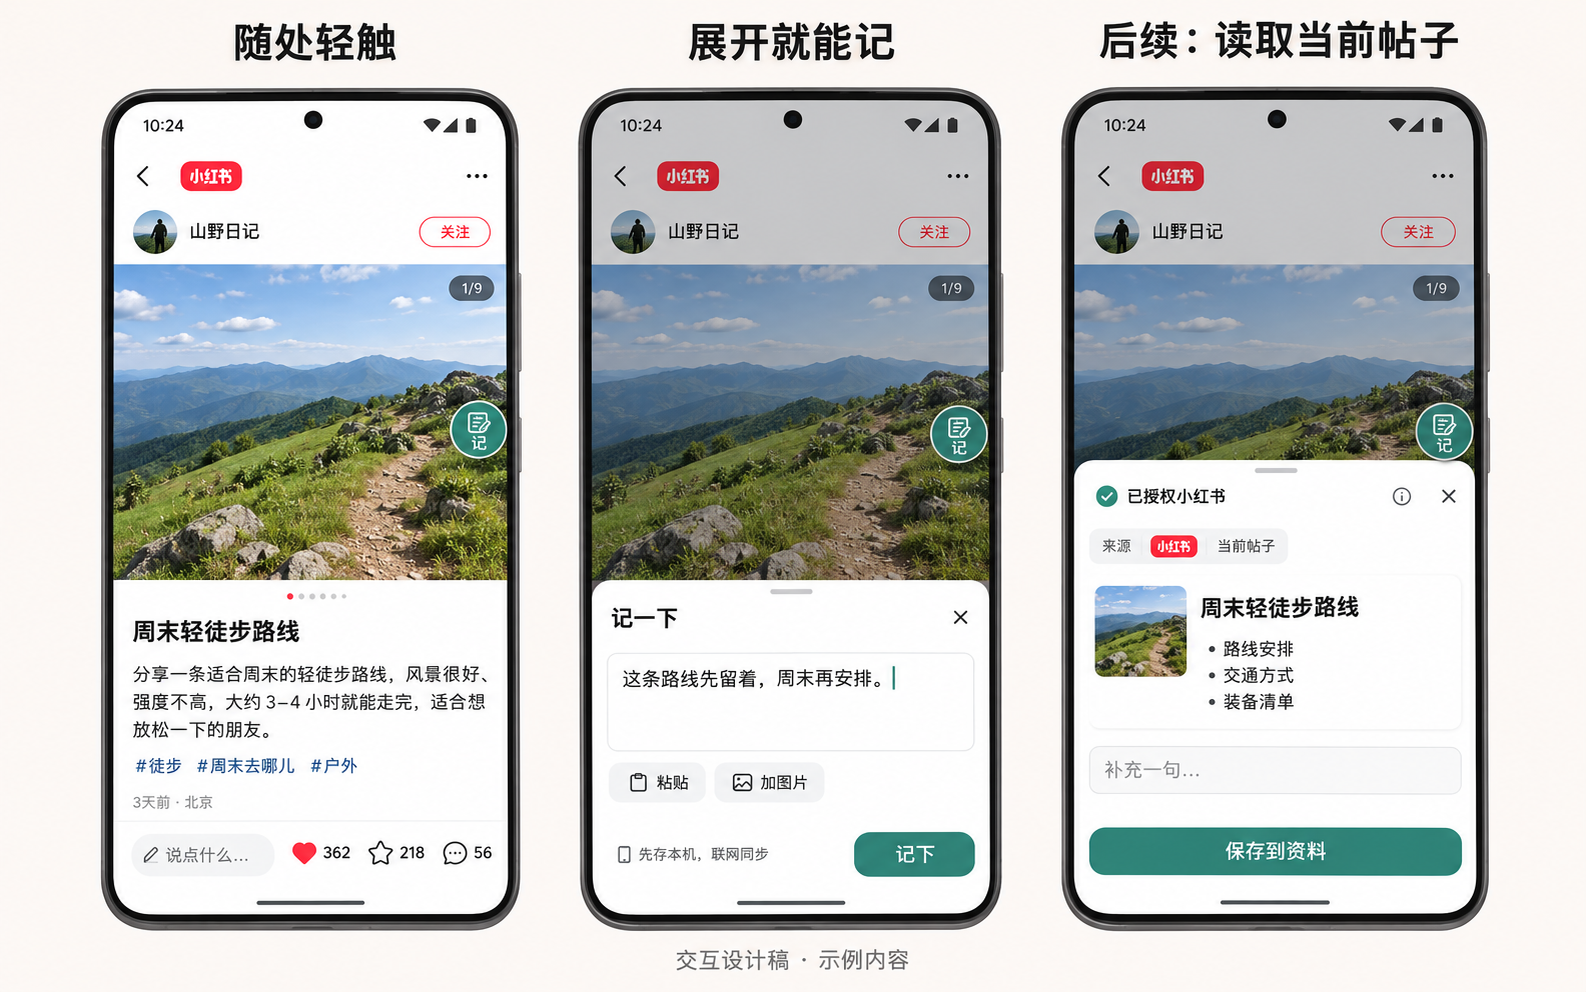 随处轻触
10:24
小红书
山野日记
关注
1/9
记
周末轻徒步路线
分享一条适合周末的轻徒步路线，风景很好、
强度不高，大约 3–4 小时就能走完，适合想
放松一下的朋友。
#徒步 #周末去哪儿 #户外
3天前 · 北京
说点什么... 362 218 56
展开就能记
10:24
小红书
山野日记
关注
1/9
记
记一下
这条路线先留着，周末再安排。
粘贴 加图片
先存本机，联网同步 记下
后续：读取当前帖子
10:24
小红书
山野日记
关注
1/9
记
已授权小红书
来源 小红书 当前帖子
周末轻徒步路线
• 路线安排
• 交通方式
• 装备清单
补充一句...
保存到资料
交互设计稿 · 示例内容